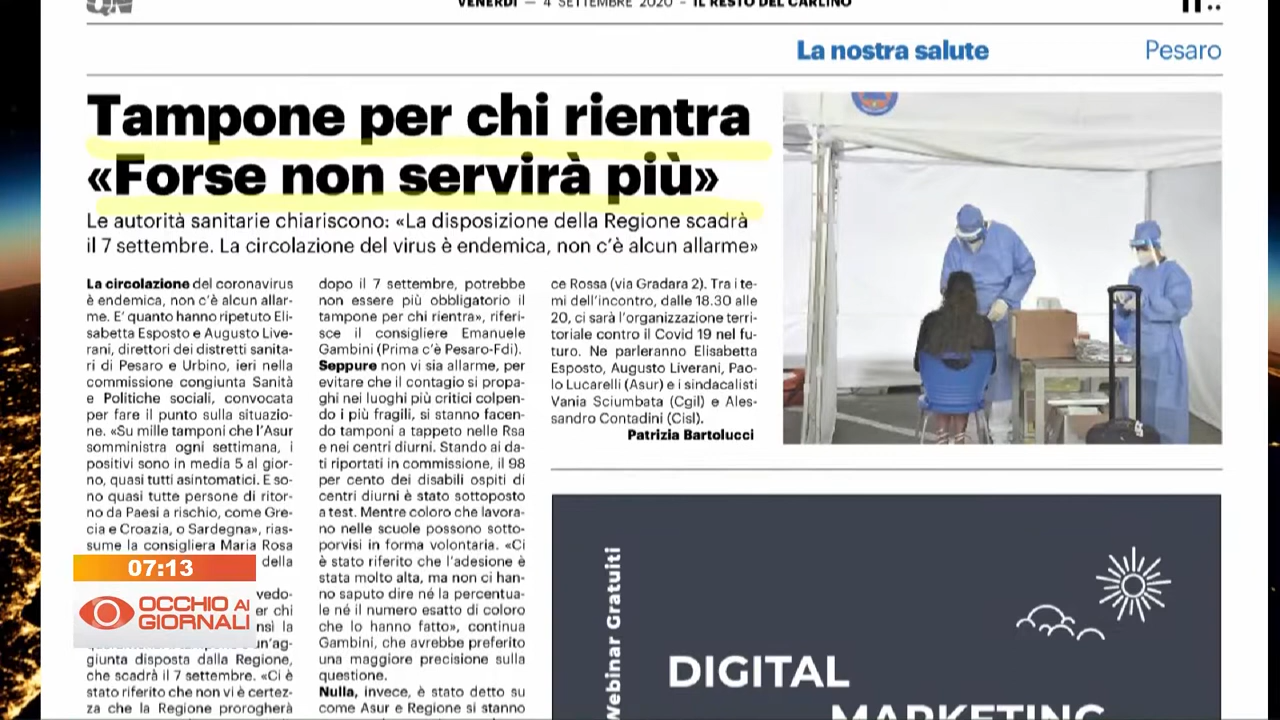 VENERDÌ — 4 SETTEMBRE 2020 – IL RESTO DEL CARLINO
La nostra salute
Pesaro
Tampone per chi rientra
«Forse non servirà più»
Le autorità sanitarie chiariscono: «La disposizione della Regione scadrà
il 7 settembre. La circolazione del virus è endemica, non c'è alcun allarme»
La circolazione del coronavirus
è endemica, non c'è alcun allar-
me. E' quanto hanno ripetuto Eli-
sabetta Esposto e Augusto Live-
rani, direttori dei distretti sanita-
ri di Pesaro e Urbino, ieri nella
commissione congiunta Sanità
e Politiche sociali, convocata
per fare il punto sulla situazio-
ne. «Su mille tamponi che l'Asur
somministra ogni settimana, i
positivi sono in media 5 al gior-
no, quasi tutti asintomatici. E so-
no quasi tutte persone di ritor-
no da Paesi a rischio, come Gre-
cia e Croazia, o Sardegna», rias-
sume la consigliera Maria Rosa
della
vedo-
er chi
nsì la
un'ag-
giunta disposta dalla Regione,
che scadrà il 7 settembre. «Ci è
stato riferito che non vi è certez-
za che la Regione prorogherà
dopo il 7 settembre, potrebbe
non essere più obbligatorio il
tampone per chi rientra», riferi-
sce il consigliere Emanuele
Gambini (Prima c'è Pesaro-Fdi).
Seppure non vi sia allarme, per
evitare che il contagio si propa-
ghi nei luoghi più critici colpen-
do i più fragili, si stanno facen-
do tamponi a tappeto nelle Rsa
e nei centri diurni. Stando ai da-
ti riportati in commissione, il 98
per cento dei disabili ospiti di
centri diurni è stato sottoposto
a test. Mentre coloro che lavora-
no nelle scuole possono sotto-
porvisi in forma volontaria. «Ci
è stato riferito che l'adesione è
stata molto alta, ma non ci han-
no saputo dire né la percentua-
le né il numero esatto di coloro
che lo hanno fatto», continua
Gambini, che avrebbe preferito
una maggiore precisione sulla
questione.
Nulla, invece, è stato detto su
come Asur e Regione si stanno
ce Rossa (via Gradara 2). Tra i te-
mi dell'incontro, dalle 18.30 alle
20, ci sarà l'organizzazione terri-
toriale contro il Covid 19 nel fu-
turo. Ne parleranno Elisabetta
Esposto, Augusto Liverani, Pao-
lo Lucarelli (Asur) e i sindacalisti
Vania Sciumbata (Cgil) e Ales-
sandro Contadini (Cisl).
Patrizia Bartolucci
Webinar Gratuiti
DIGITAL
MARKETING
07:13
OCCHIO AI
GIORNALI